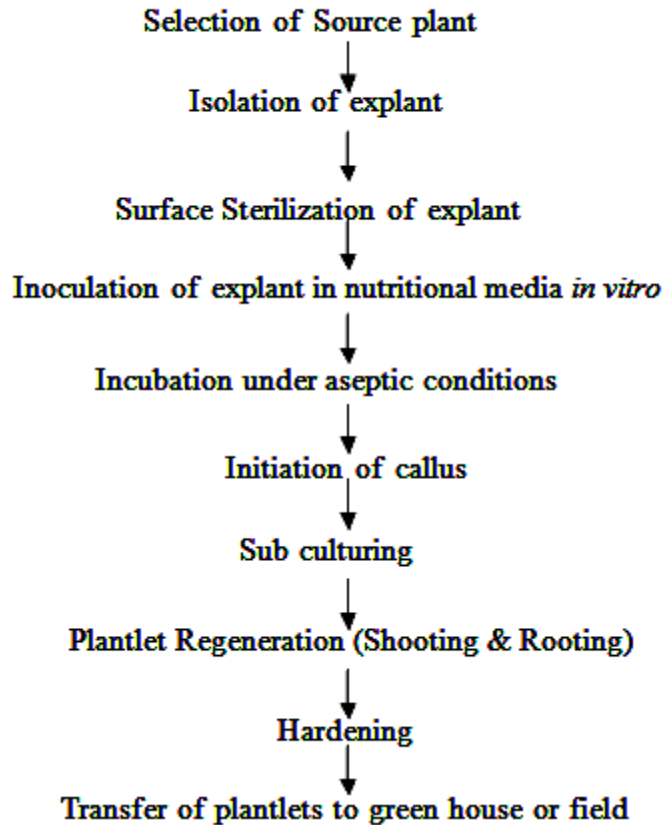 Selection of Source plant
Isolation of explant
Surface Sterilization of explant
Inoculation of explant in nutritional media in vitro
Incubation under aseptic conditions
Initiation of callus
Sub culturing
Plantlet Regeneration (Shooting & Rooting)
Hardening
Transfer of plantlets to green house or field